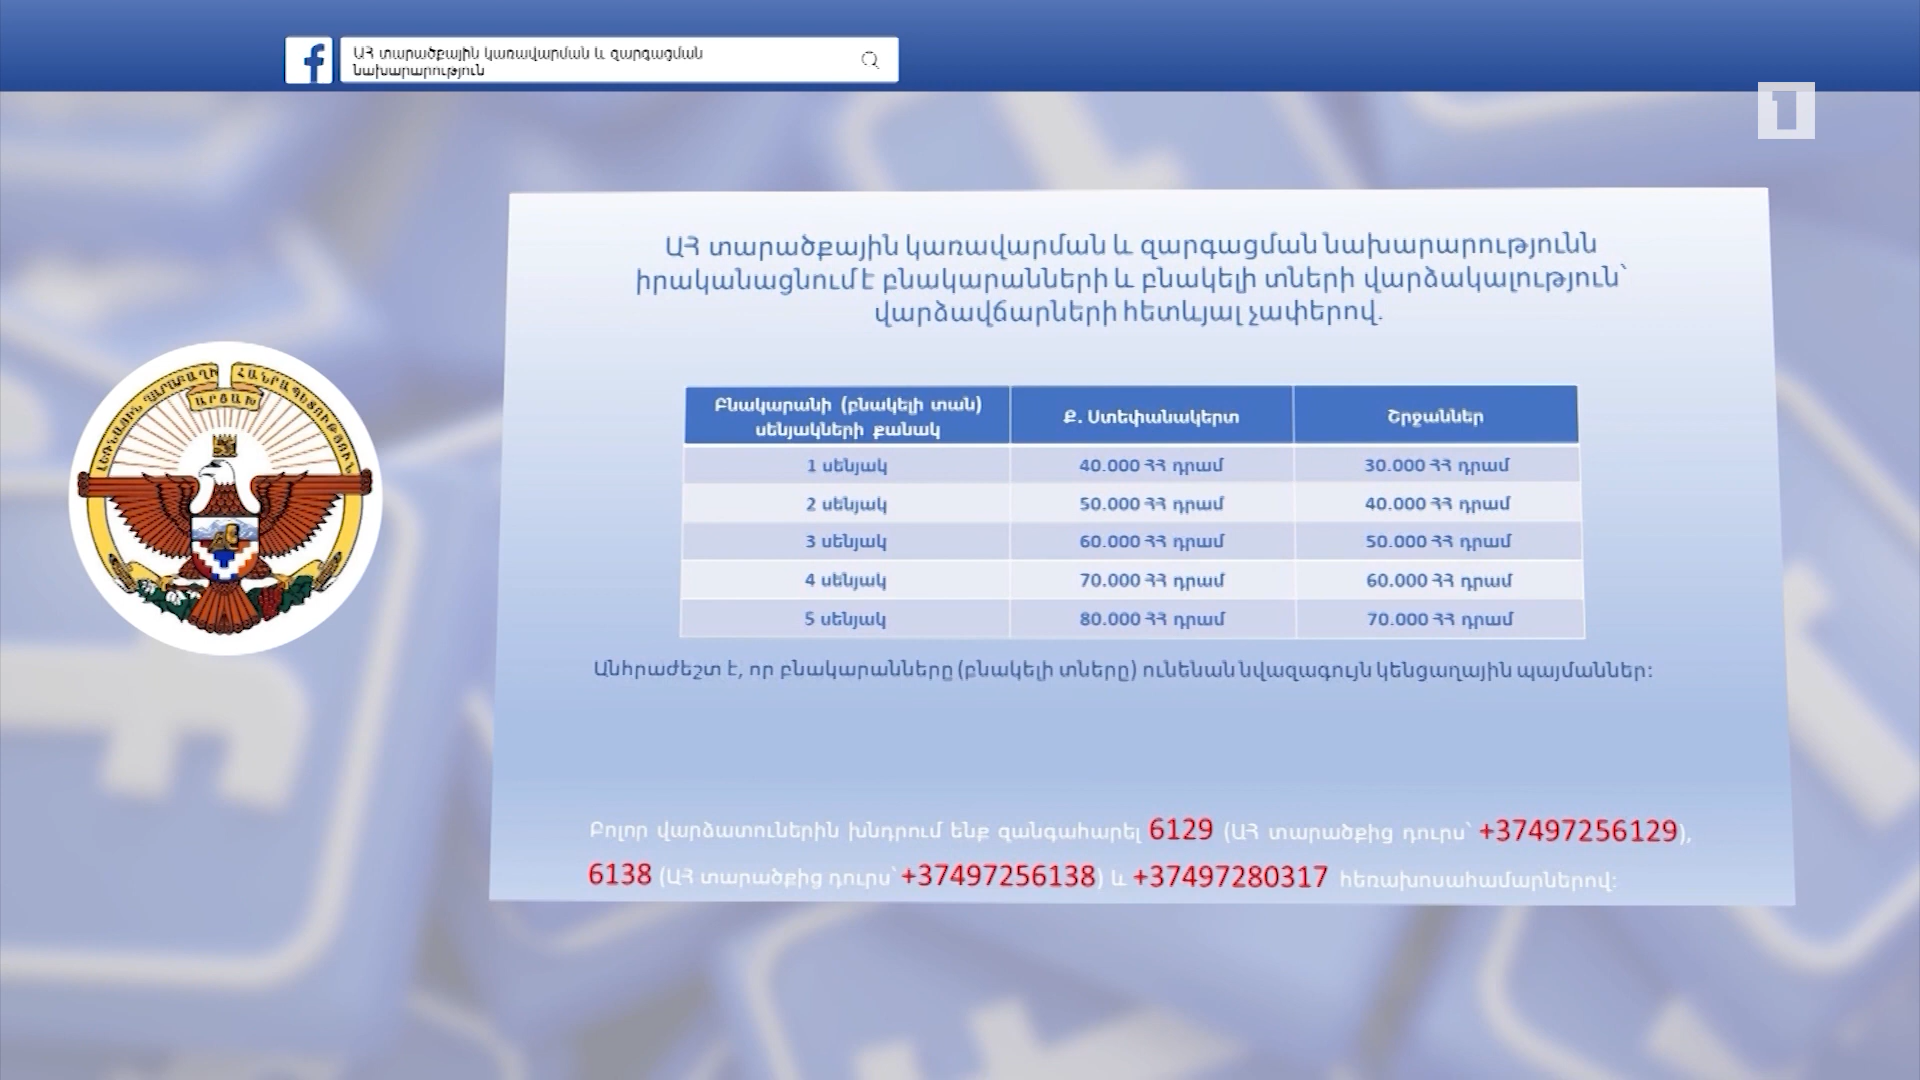 ԱՀ տարածքային կառավարման և զարգացման
նախարարություն
1
ԼԵՌՆԱՅԻՆ ՂԱՐԱԲԱՂԻ ՀԱՆՐԱՊԵՏՈՒԹՅՈՒՆ
ԱՐՑԱԽ
ԱՀ տարածքային կառավարման և զարգացման նախարարությունն
իրականացնում է բնակարանների և բնակելի տների վարձակալություն՝
վարձավճարների հետևյալ չափերով.
Բնակարանի (բնակելի տան) Ք. Ստեփանակերտ Շրջաններ
սենյակների քանակ
1 սենյակ 40.000 ՀՀ դրամ 30.000 ՀՀ դրամ
2 սենյակ 50.000 ՀՀ դրամ 40.000 ՀՀ դրամ
3 սենյակ 60.000 ՀՀ դրամ 50.000 ՀՀ դրամ
4 սենյակ 70.000 ՀՀ դրամ 60.000 ՀՀ դրամ
5 սենյակ 80.000 ՀՀ դրամ 70.000 ՀՀ դրամ
Անհրաժեշտ է, որ բնակարանները (բնակելի տները) ունենան նվազագույն կենցաղային պայմաններ:
Բոլոր վարձատուներին խնդրում ենք զանգահարել 6129 (ԱՀ տարածքից դուրս՝ +37497256129),
6138 (ԱՀ տարածքից դուրս՝ +37497256138) և +37497280317 հեռախոսահամարներով: